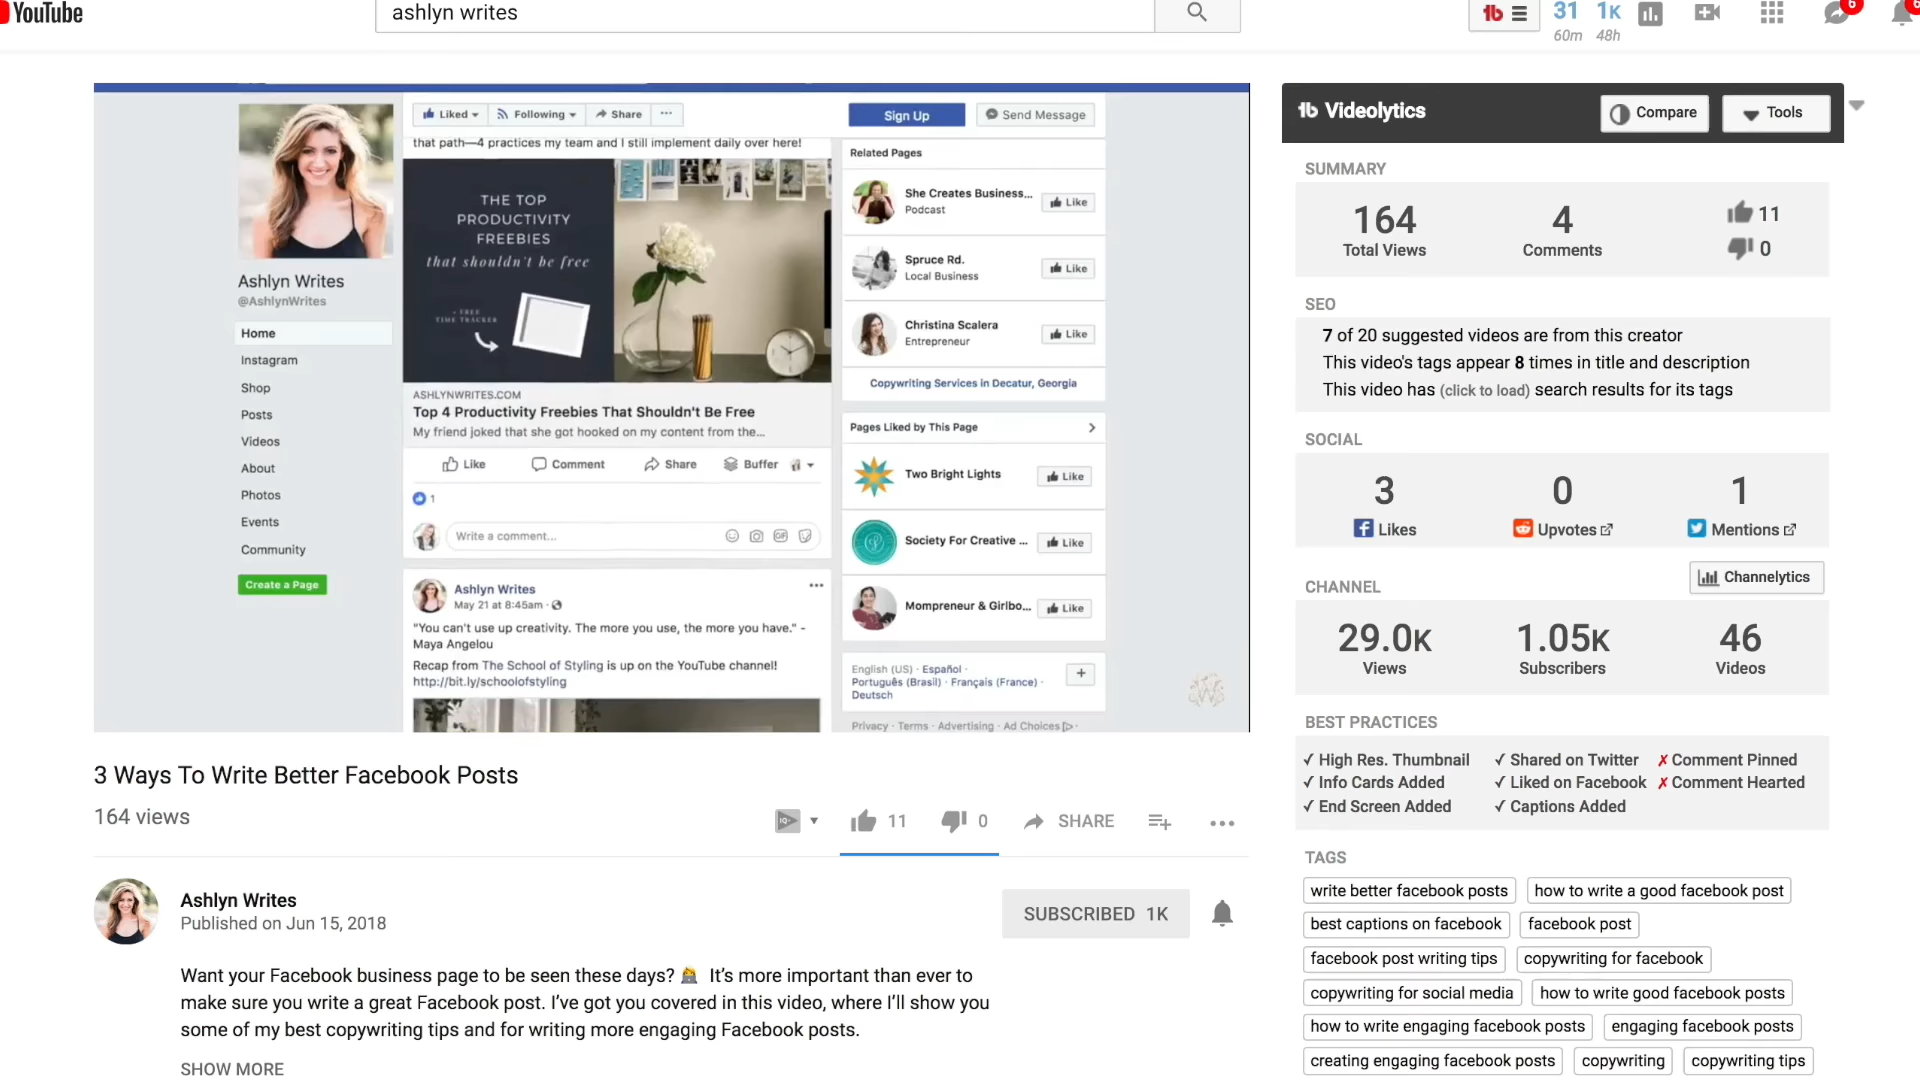 YouTube
ashlyn writes
31 60m
1K 48h
6
Liked
Following
Share
Sign Up
Send Message
that path—4 practices my team and I still implement daily over here!
THE TOP
PRODUCTIVITY
FREEBIES
that shouldn't be free
+ FREE
TIME TRACKER
ASHLYNWRITES.COM
Top 4 Productivity Freebies That Shouldn't Be Free
My friend joked that she got hooked on my content from the...
Like
Comment
Share
Buffer
1
Write a comment...
GIF
Ashlyn Writes
May 21 at 8:45am
"You can't use up creativity. The more you use, the more you have." -
Maya Angelou
Recap from The School of Styling is up on the YouTube channel!
http://bit.ly/schoolofstyling
Ashlyn Writes
@AshlynWrites
Home
Instagram
Shop
Posts
Videos
About
Photos
Events
Community
Create a Page
Related Pages
She Creates Business...
Podcast
Like
Spruce Rd.
Local Business
Like
Christina Scalera
Entrepreneur
Like
Copywriting Services in Decatur, Georgia
Pages Liked by This Page
Two Bright Lights
Like
Society For Creative ...
Like
Mompreneur & Girlbo...
Like
English (US) · Español ·
Português (Brasil) · Français (France) ·
Deutsch
+
Privacy · Terms · Advertising · Ad Choices ·
3 Ways To Write Better Facebook Posts
164 views
IQ+
11
0
SHARE
Ashlyn Writes
Published on Jun 15, 2018
SUBSCRIBED 1K
Want your Facebook business page to be seen these days? It's more important than ever to
make sure you write a great Facebook post. I've got you covered in this video, where I'll show you
some of my best copywriting tips and for writing more engaging Facebook posts.
SHOW MORE
tb Videolytics
Compare
Tools
SUMMARY
164
Total Views
4
Comments
11
0
SEO
7 of 20 suggested videos are from this creator
This video's tags appear 8 times in title and description
This video has (click to load) search results for its tags
SOCIAL
3
Likes
0
Upvotes
1
Mentions
CHANNEL
Channelytics
29.0K
Views
1.05K
Subscribers
46
Videos
BEST PRACTICES
✓ High Res. Thumbnail ✓ Shared on Twitter ✗ Comment Pinned
✓ Info Cards Added ✓ Liked on Facebook ✗ Comment Hearted
✓ End Screen Added ✓ Captions Added
TAGS
write better facebook posts how to write a good facebook post
best captions on facebook facebook post
facebook post writing tips copywriting for facebook
copywriting for social media how to write good facebook posts
how to write engaging facebook posts engaging facebook posts
creating engaging facebook posts copywriting copywriting tips